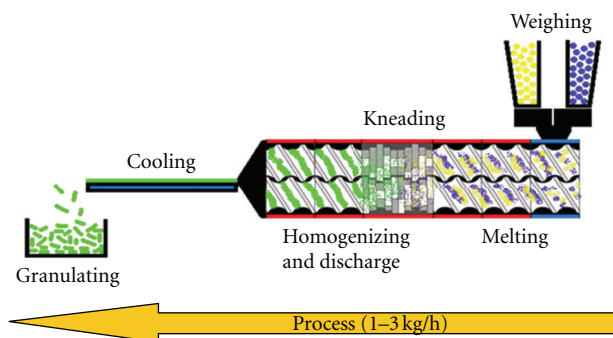 Weighing
Kneading
Cooling
Homogenizing
and discharge
Melting
Granulating
Process (1–3 kg/h)